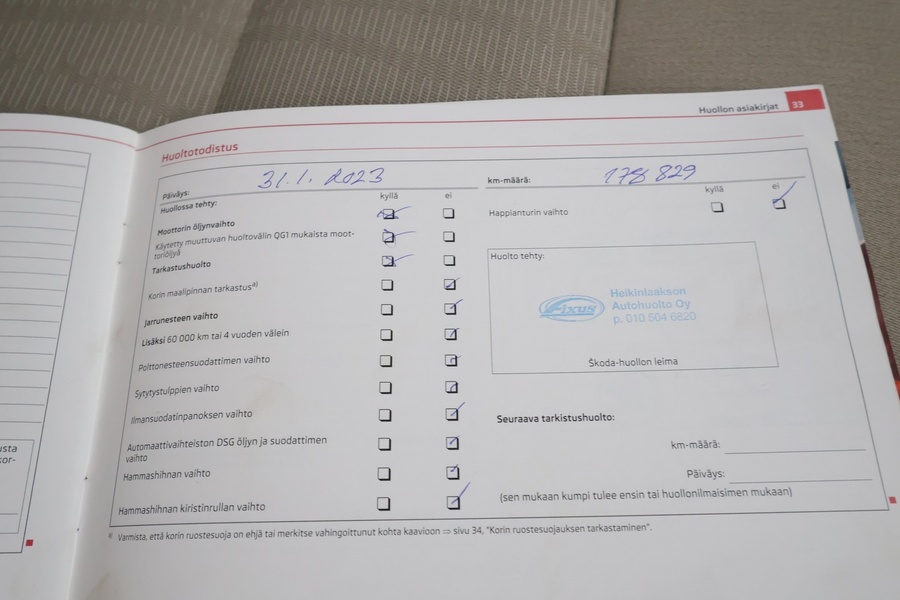 Huollon asiakirjat 33
Huoltotodistus
Päiväys: 31.1.2023
km-määrä: 178 829
Huollossa tehty: kyllä ei
kyllä ei
Moottorin öljynvaihto
Käytetty muuttuvan huoltovälin QG1 mukaista moot-
toriöljyä
Tarkastushuolto
Korin maalipinnan tarkastus a)
Jarrunesteen vaihto
Lisäksi 60 000 km tai 4 vuoden välein
Polttonesteensuodattimen vaihto
Sytytystulppien vaihto
Ilmansuodatinpanoksen vaihto
Automaattivaihteiston DSG öljyn ja suodattimen
vaihto
Hammashihnan vaihto
Hammashihnan kiristinrullan vaihto
Happianturin vaihto
Huolto tehty:
Fixus
Heikinlaakson
Autohuolto Oy
p. 010 504 6820
Škoda-huollon leima
Seuraava tarkistushuolto:
km-määrä:
Päiväys:
(sen mukaan kumpi tulee ensin tai huollonilmaisimen mukaan)
a) Varmista, että korin ruostesuoja on ehjä tai merkitse vahingoittunut kohta kaavioon ⇒ sivu 34, "Korin ruostesuojauksen tarkastaminen".
usta
kor-